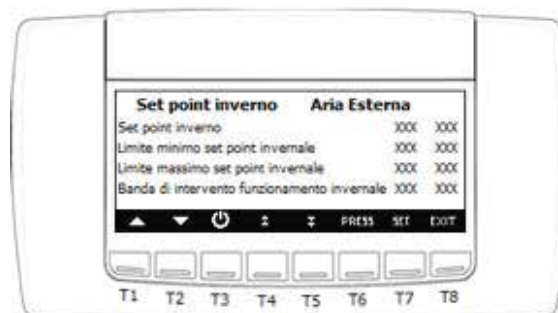 Set point inverno Aria Esterna
Set point inverno XXX XXX
Limite minimo set point invernale XXX XXX
Limite massimo set point invernale XXX XXX
Banda di intervento funzionamento invernale XXX XXX
PRESS SET EXIT
T1 T2 T3 T4 T5 T6 T7 T8